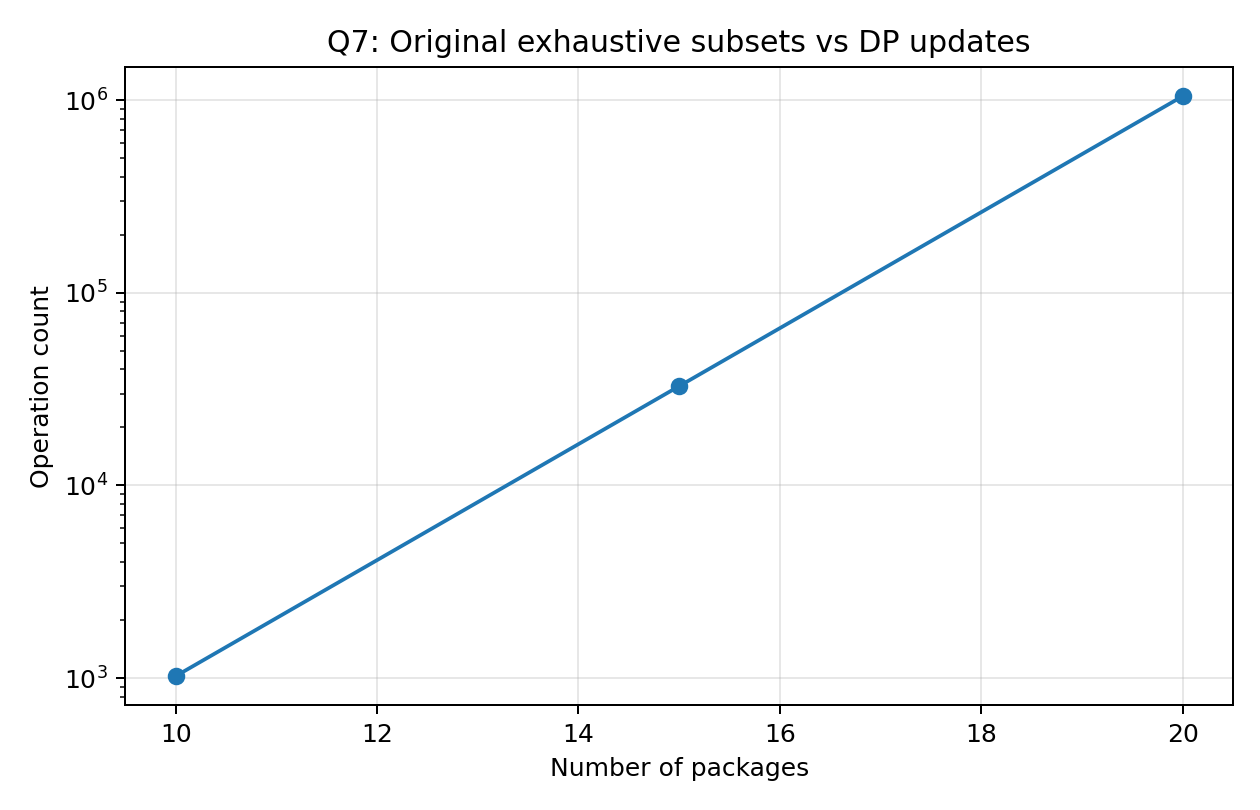 Q7: Original exhaustive subsets vs DP updates
Operation count
10⁶
10⁵
10⁴
10³
10 12 14 16 18 20
Number of packages